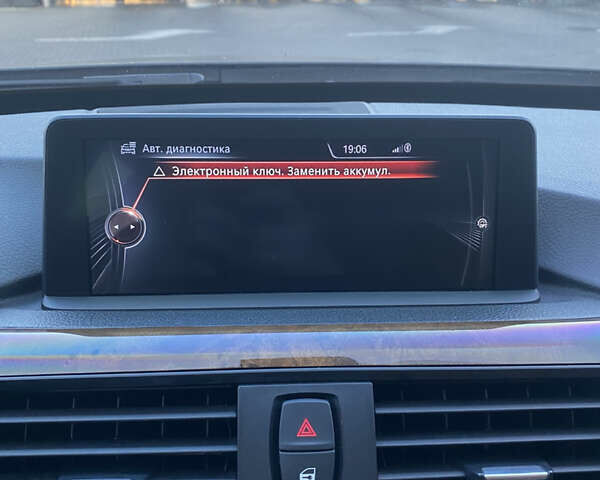 Авт. диагностика 19:06
Электронный ключ. Заменить аккумул.